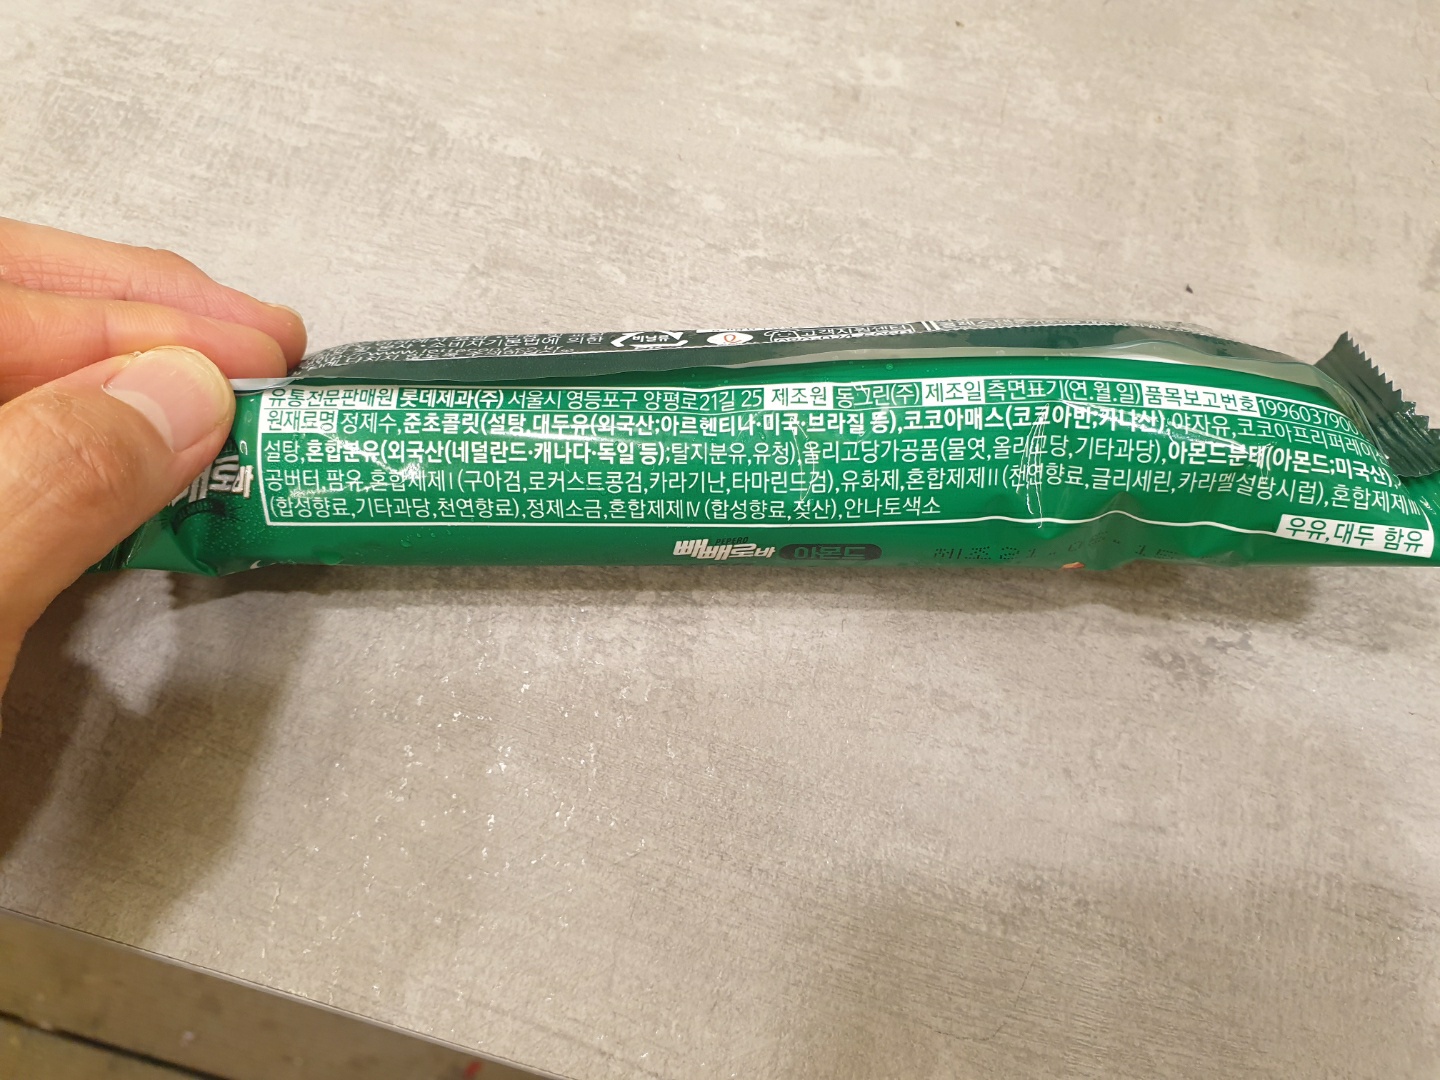 소비자기본법에 의한
비닐류
유통전문판매원 롯데제과(주) 서울시 영등포구 양평로21길 25 제조원 동그린(주) 제조일 측면표기(연.월.일) 품목보고번호 199603790
원재료명 정제수,준초콜릿(설탕,대두유(외국산:아르헨티나·미국·브라질 등),코코아매스(코코아빈;가나산),야자유,코코아프리퍼레이
설탕,혼합분유(외국산(네덜란드·캐나다·독일 등);탈지분유,유청),올리고당가공품(물엿,올리고당,기타과당),아몬드분태(아몬드;미국산)
공버터,팜유,혼합제제Ⅰ(구아검,로커스트콩검,카라기난,타마린드검),유화제,혼합제제Ⅱ(천연향료,글리세린,카라멜설탕시럽),혼합제제Ⅲ
(합성향료,기타과당,천연향료),정제소금,혼합제제Ⅳ(합성향료,젖산),안나토색소
우유,대두 함유
PEPERO
빼빼로바 아몬드